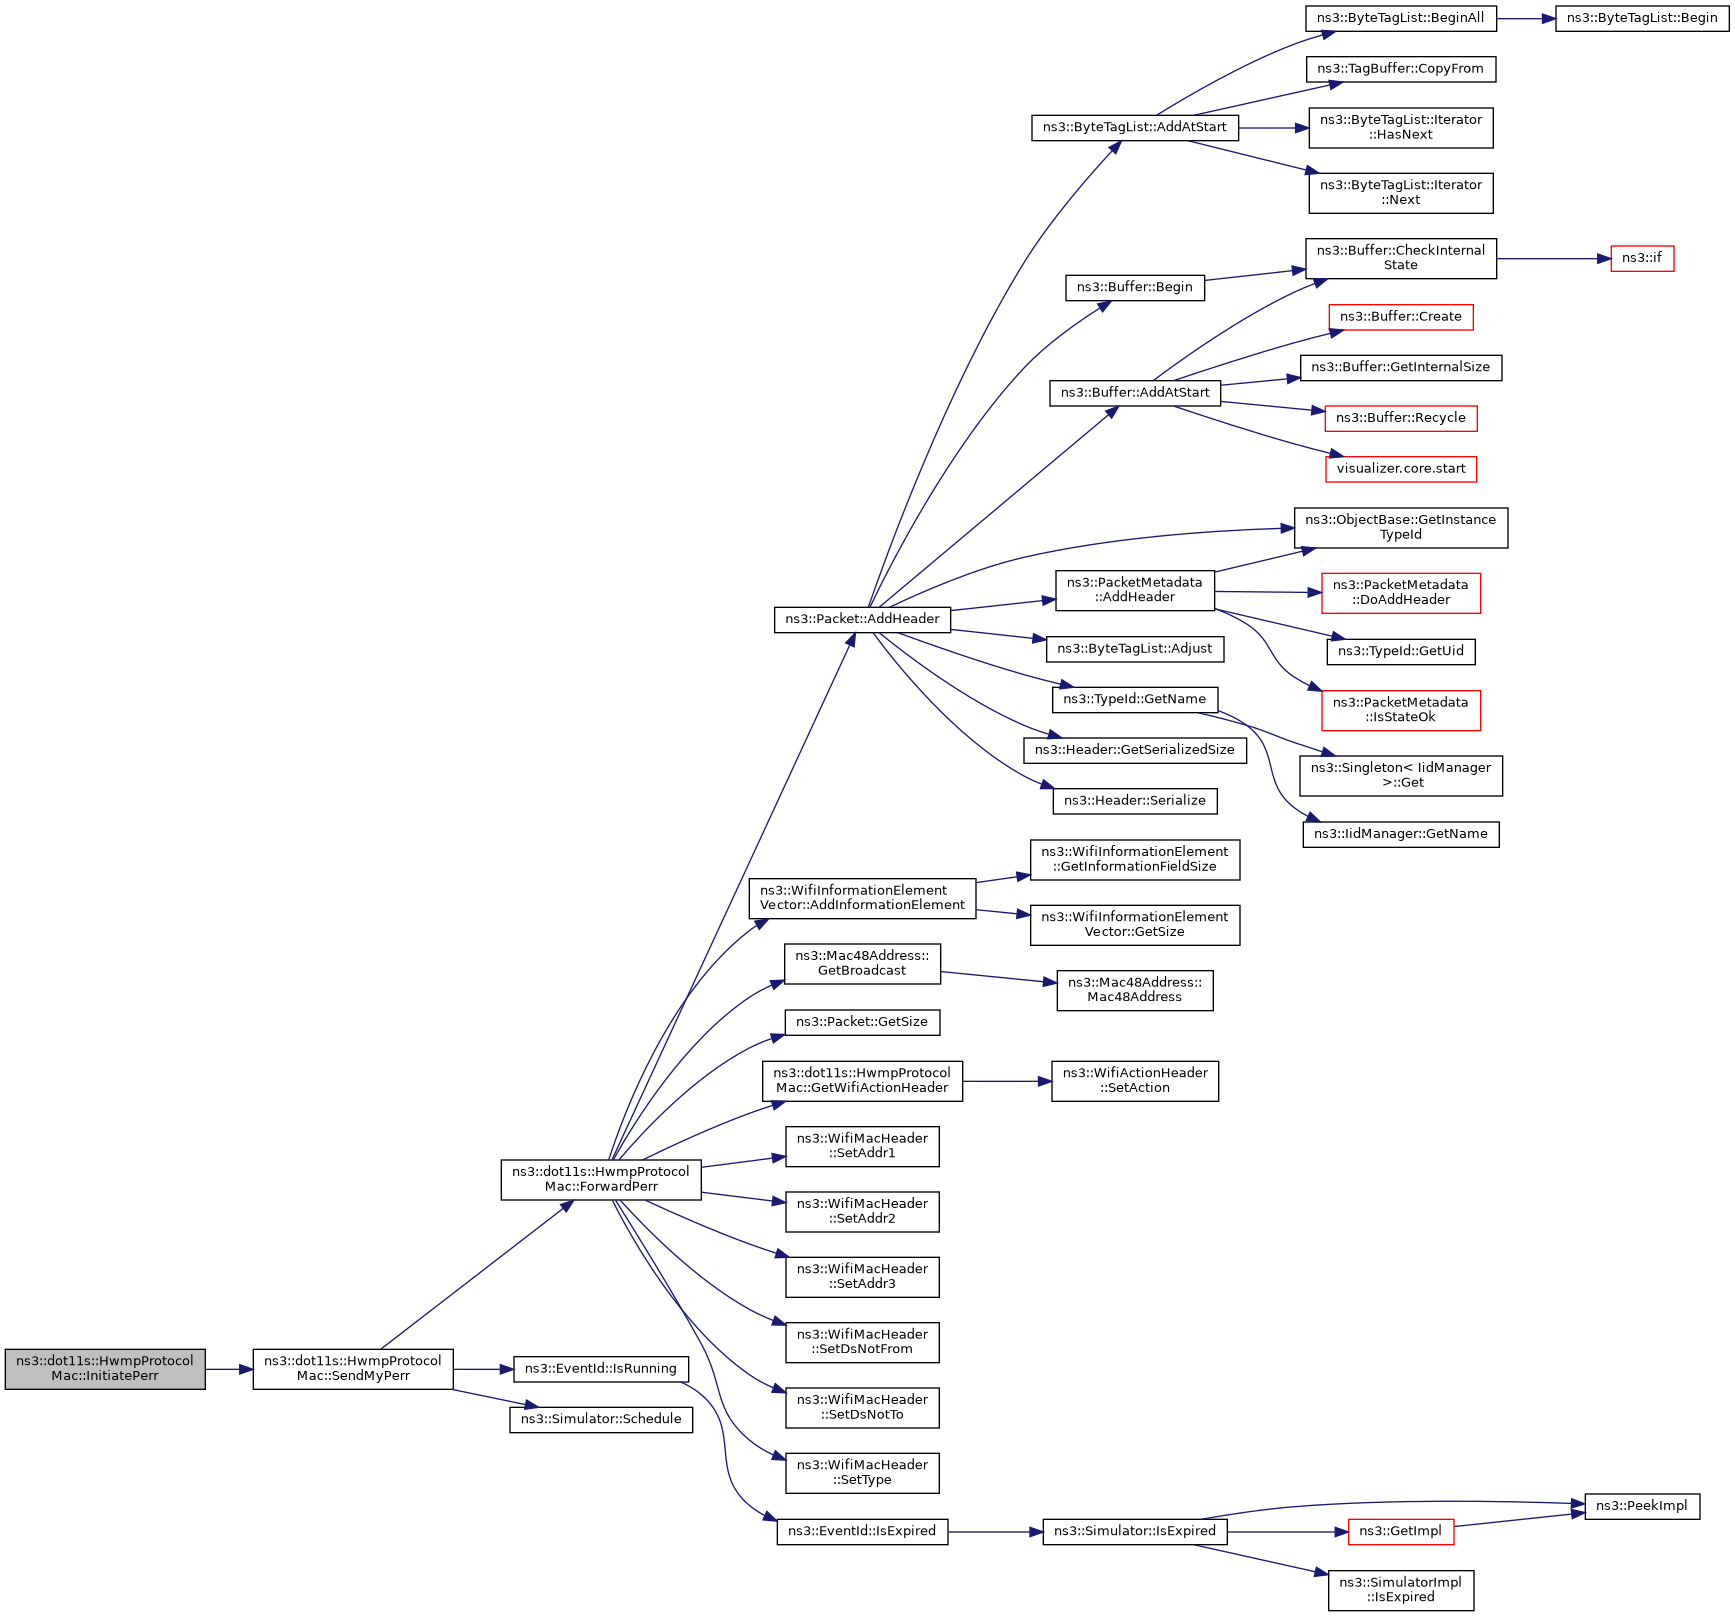 ns3::dot11s::HwmpProtocol
Mac::InitiatePerr
ns3::dot11s::HwmpProtocol
Mac::SendMyPerr
ns3::dot11s::HwmpProtocol
Mac::ForwardPerr
ns3::EventId::IsRunning
ns3::Simulator::Schedule
ns3::Packet::AddHeader
ns3::WifiInformationElement
Vector::AddInformationElement
ns3::Mac48Address::
GetBroadcast
ns3::Packet::GetSize
ns3::dot11s::HwmpProtocol
Mac::GetWifiActionHeader
ns3::WifiMacHeader
::SetAddr1
ns3::WifiMacHeader
::SetAddr2
ns3::WifiMacHeader
::SetAddr3
ns3::WifiMacHeader
::SetDsNotFrom
ns3::WifiMacHeader
::SetDsNotTo
ns3::WifiMacHeader
::SetType
ns3::EventId::IsExpired
ns3::ByteTagList::AddAtStart
ns3::Buffer::Begin
ns3::Buffer::AddAtStart
ns3::PacketMetadata
::AddHeader
ns3::ByteTagList::Adjust
ns3::TypeId::GetName
ns3::Header::GetSerializedSize
ns3::Header::Serialize
ns3::WifiInformationElement
::GetInformationFieldSize
ns3::WifiInformationElement
Vector::GetSize
ns3::Mac48Address::
Mac48Address
ns3::WifiActionHeader
::SetAction
ns3::Simulator::IsExpired
ns3::ByteTagList::BeginAll
ns3::TagBuffer::CopyFrom
ns3::ByteTagList::Iterator
::HasNext
ns3::ByteTagList::Iterator
::Next
ns3::Buffer::CheckInternal
State
ns3::Buffer::Create
ns3::Buffer::GetInternalSize
ns3::Buffer::Recycle
visualizer.core.start
ns3::ObjectBase::GetInstance
TypeId
ns3::PacketMetadata
::DoAddHeader
ns3::TypeId::GetUid
ns3::PacketMetadata
::IsStateOk
ns3::Singleton< IidManager
>::Get
ns3::IidManager::GetName
ns3::GetImpl
ns3::SimulatorImpl
::IsExpired
ns3::ByteTagList::Begin
ns3::if
ns3::PeekImpl